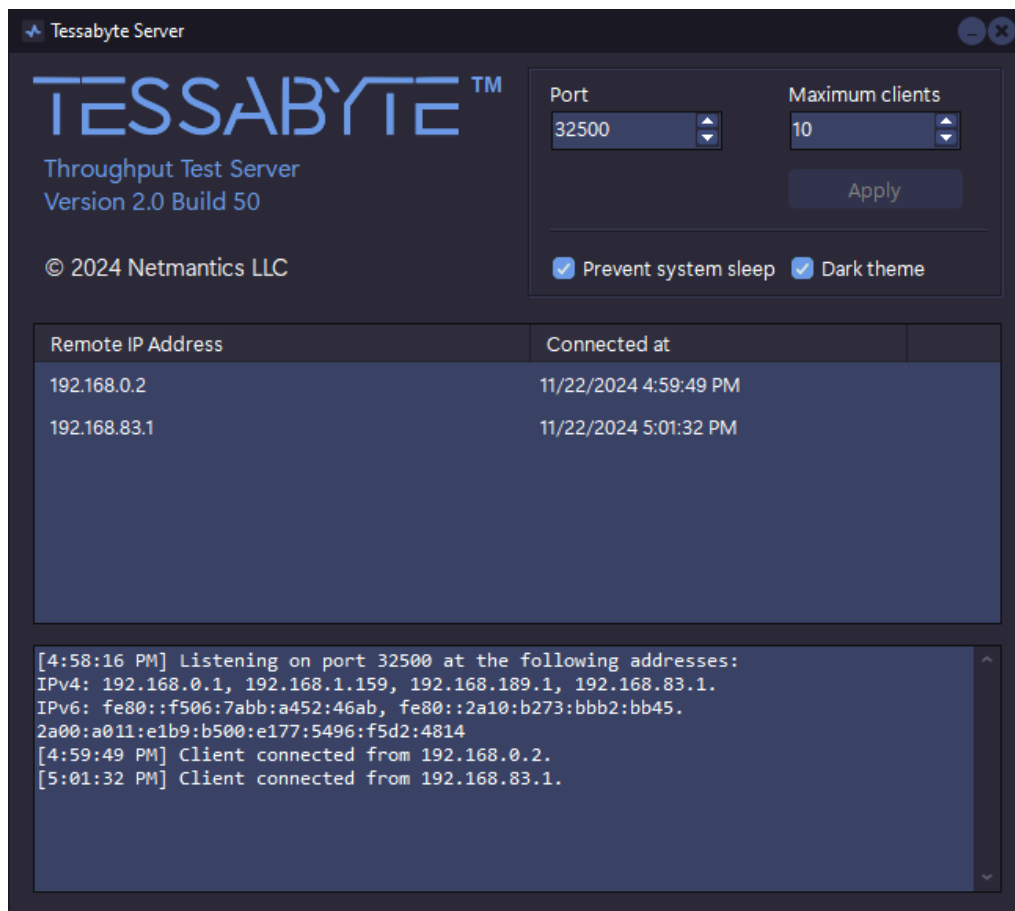 Tessabyte Server
TESSABYTE™
Throughput Test Server
Version 2.0 Build 50
© 2024 Netmantics LLC
Port
Maximum clients
32500
10
Apply
Prevent system sleep
Dark theme
Remote IP Address
Connected at
192.168.0.2
11/22/2024 4:59:49 PM
192.168.83.1
11/22/2024 5:01:32 PM
[4:58:16 PM] Listening on port 32500 at the following addresses:
IPv4: 192.168.0.1, 192.168.1.159, 192.168.189.1, 192.168.83.1.
IPv6: fe80::f506:7abb:a452:46ab, fe80::2a10:b273:bbb2:bb45.
2a00:a011:e1b9:b500:e177:5496:f5d2:4814
[4:59:49 PM] Client connected from 192.168.0.2.
[5:01:32 PM] Client connected from 192.168.83.1.